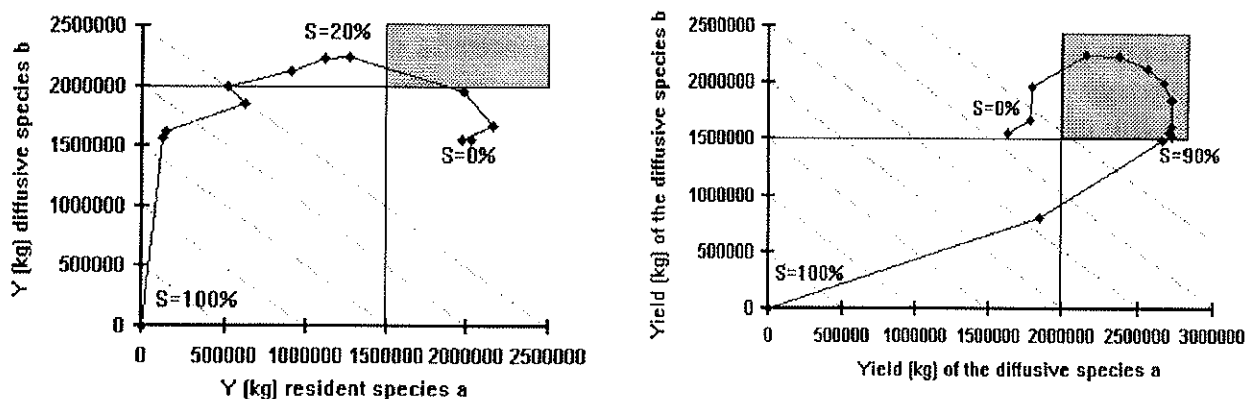 2500000
2000000
1500000
1000000
500000
0
Y (kg) diffusive species b
S=20%
S=0%
S=100%
0 500000 1000000 1500000 2000000 2500000
Y (kg) resident species a
2500000
2000000
1500000
1000000
500000
0
Yield (kg) of the diffusive species b
S=0%
S=90%
S=100%
0 500000 1000000 1500000 2000000 2500000 3000000
Yield (kg) of the diffusive species a